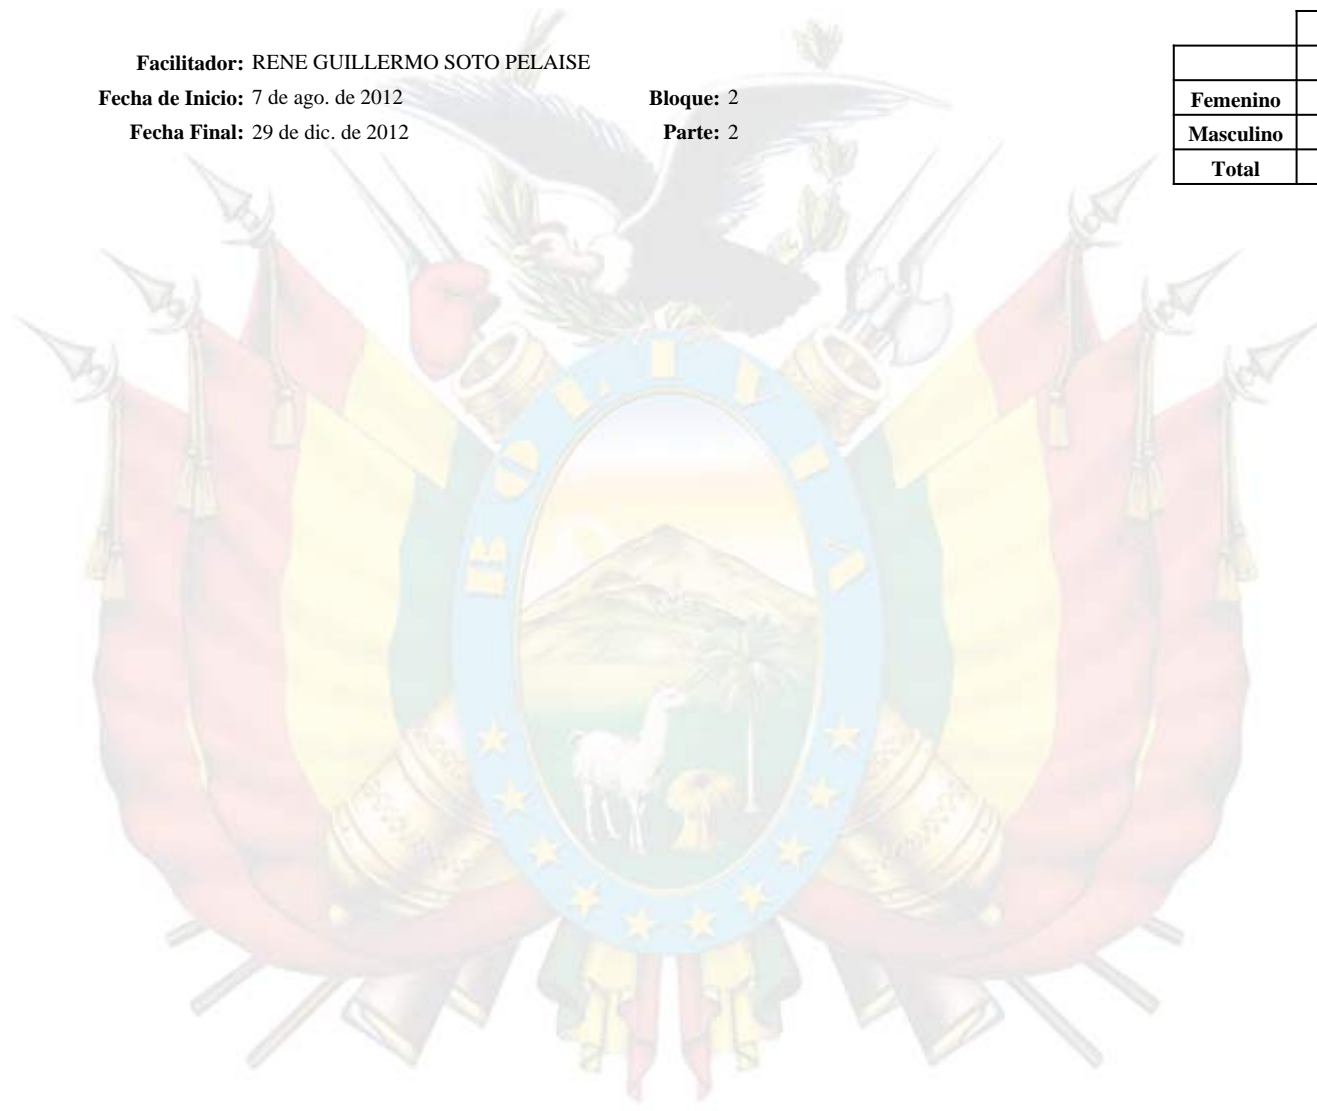 Facilitador: RENE GUILLERMO SOTO PELAISE
Fecha de Inicio: 7 de ago. de 2012 Bloque: 2
Fecha Final: 29 de dic. de 2012 Parte: 2
Femenino
Masculino
Total
BOLIVIA